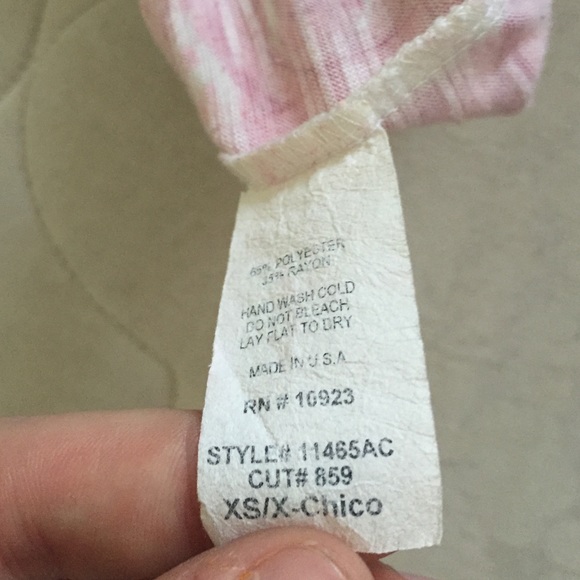 65% POLYESTER
35% RAYON
HAND WASH COLD
DO NOT BLEACH
LAY FLAT TO DRY
MADE IN U.S.A
RN # 10923
STYLE# 11465AC
CUT# 859
XS/X-Chico